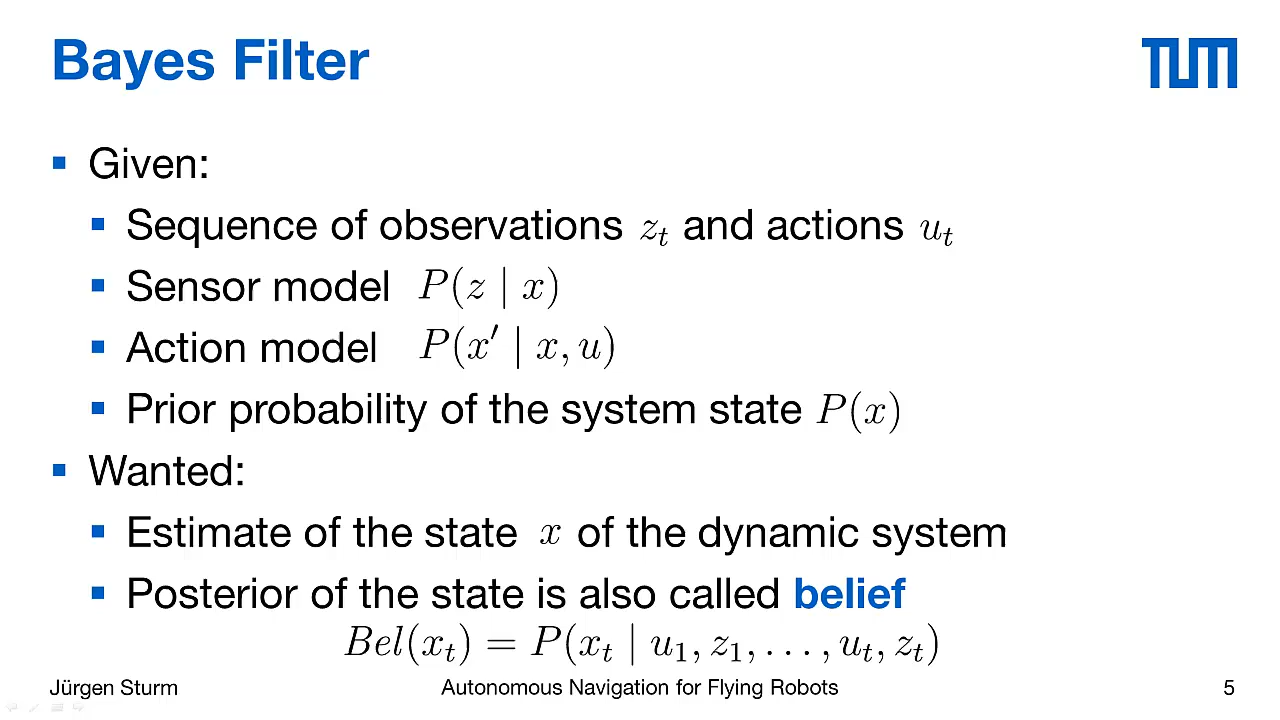 Bayes Filter
TUM
Given:
Sequence of observations z_t and actions u_t
Sensor model P(z | x)
Action model P(x′ | x, u)
Prior probability of the system state P(x)
Wanted:
Estimate of the state x of the dynamic system
Posterior of the state is also called belief
Bel(x_t) = P(x_t | u_1, z_1, . . . , u_t, z_t)
Jürgen Sturm
Autonomous Navigation for Flying Robots
5